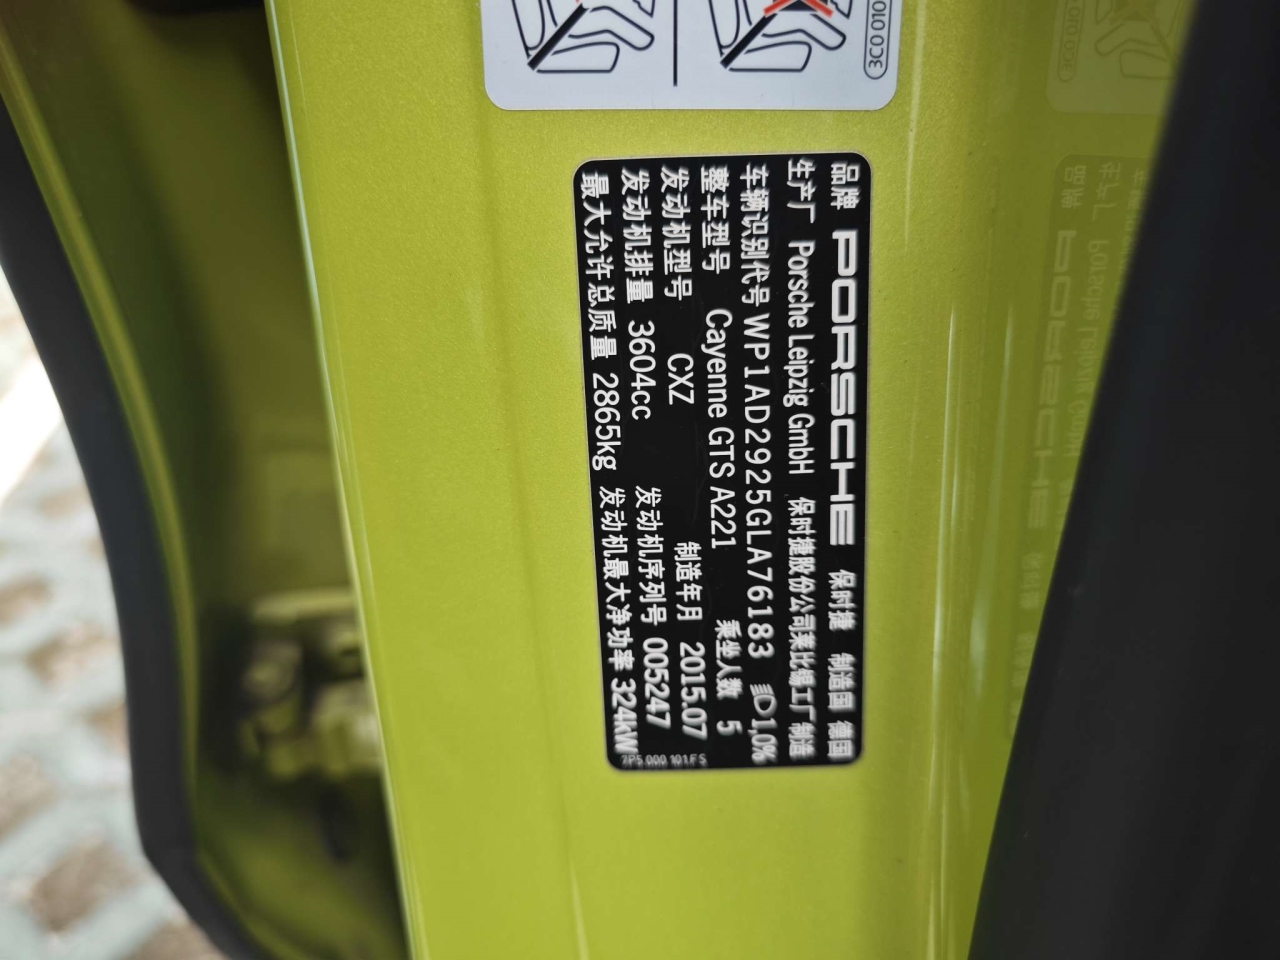 3C0 010
品牌 PORSCHE 保时捷 制造国 德国
生产厂 Porsche Leipzig GmbH 保时捷股份公司莱比锡工厂制造
车辆识别代号 WP1AD2925GLA76183 1,0%
整车型号 Cayenne GTS A221 乘坐人数 5
发动机型号 CXZ 制造年月 2015.07
发动机排量 3604cc 发动机序列号 005247
最大允许总质量 2865kg 发动机最大净功率 324kW
7P5 000 101 F S